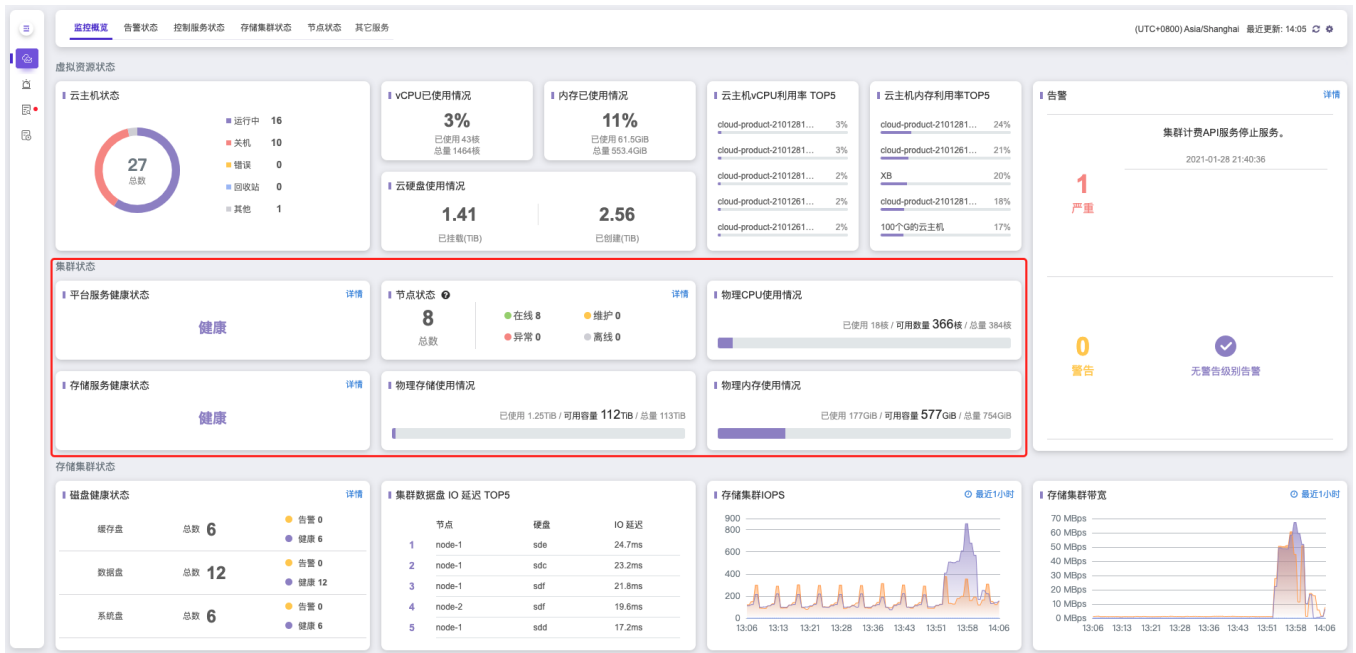 监控概览 告警状态 控制服务状态 存储集群状态 节点状态 其它服务
(UTC+0800) Asia/Shanghai 最近更新: 14:05
虚拟资源状态
云主机状态
27
总数
运行中 16
关机 10
错误 0
回收站 0
其他 1
vCPU已使用情况
3%
已使用 43核
总量 1464核
内存已使用情况
11%
已使用 61.5GiB
总量 553.4GiB
云硬盘使用情况
1.41
已挂载(TiB)
2.56
已创建(TiB)
云主机vCPU利用率 TOP5
cloud-product-2101281... 3%
cloud-product-2101281... 3%
cloud-product-2101281... 2%
cloud-product-2101261... 2%
cloud-product-2101261... 2%
云主机内存利用率TOP5
cloud-product-2101281... 24%
cloud-product-2101261... 21%
XB 20%
cloud-product-2101281... 18%
100个G的云主机 17%
告警 详情
1
严重
集群计费API服务停止服务。
2021-01-28 21:40:36
0
警告
无警告级别告警
集群状态
平台服务健康状态 详情
健康
节点状态 详情
8
总数
在线 8 维护 0
异常 0 离线 0
物理CPU使用情况
已使用 18核 / 可用数量 366核 / 总量 384核
存储服务健康状态 详情
健康
物理存储使用情况
已使用 1.25TiB / 可用容量 112TiB / 总量 113TiB
物理内存使用情况
已使用 177GiB / 可用容量 577GiB / 总量 754GiB
存储集群状态
磁盘健康状态 详情
缓存盘 总数 6
告警 0
健康 6
数据盘 总数 12
告警 0
健康 12
系统盘 总数 6
告警 0
健康 6
集群数据盘 IO 延迟 TOP5
节点 硬盘 IO 延迟
1 node-1 sde 24.7ms
2 node-1 sdc 23.2ms
3 node-1 sdf 21.8ms
4 node-2 sdf 19.6ms
5 node-1 sdd 17.2ms
存储集群IOPS 最近1小时
900
800
600
400
200
0
13:06 13:13 13:21 13:28 13:36 13:43 13:51 13:58 14:06
存储集群带宽 最近1小时
70 MBps
60 MBps
50 MBps
40 MBps
30 MBps
20 MBps
10 MBps
0 MBps
13:06 13:13 13:21 13:28 13:36 13:43 13:51 13:58 14:06